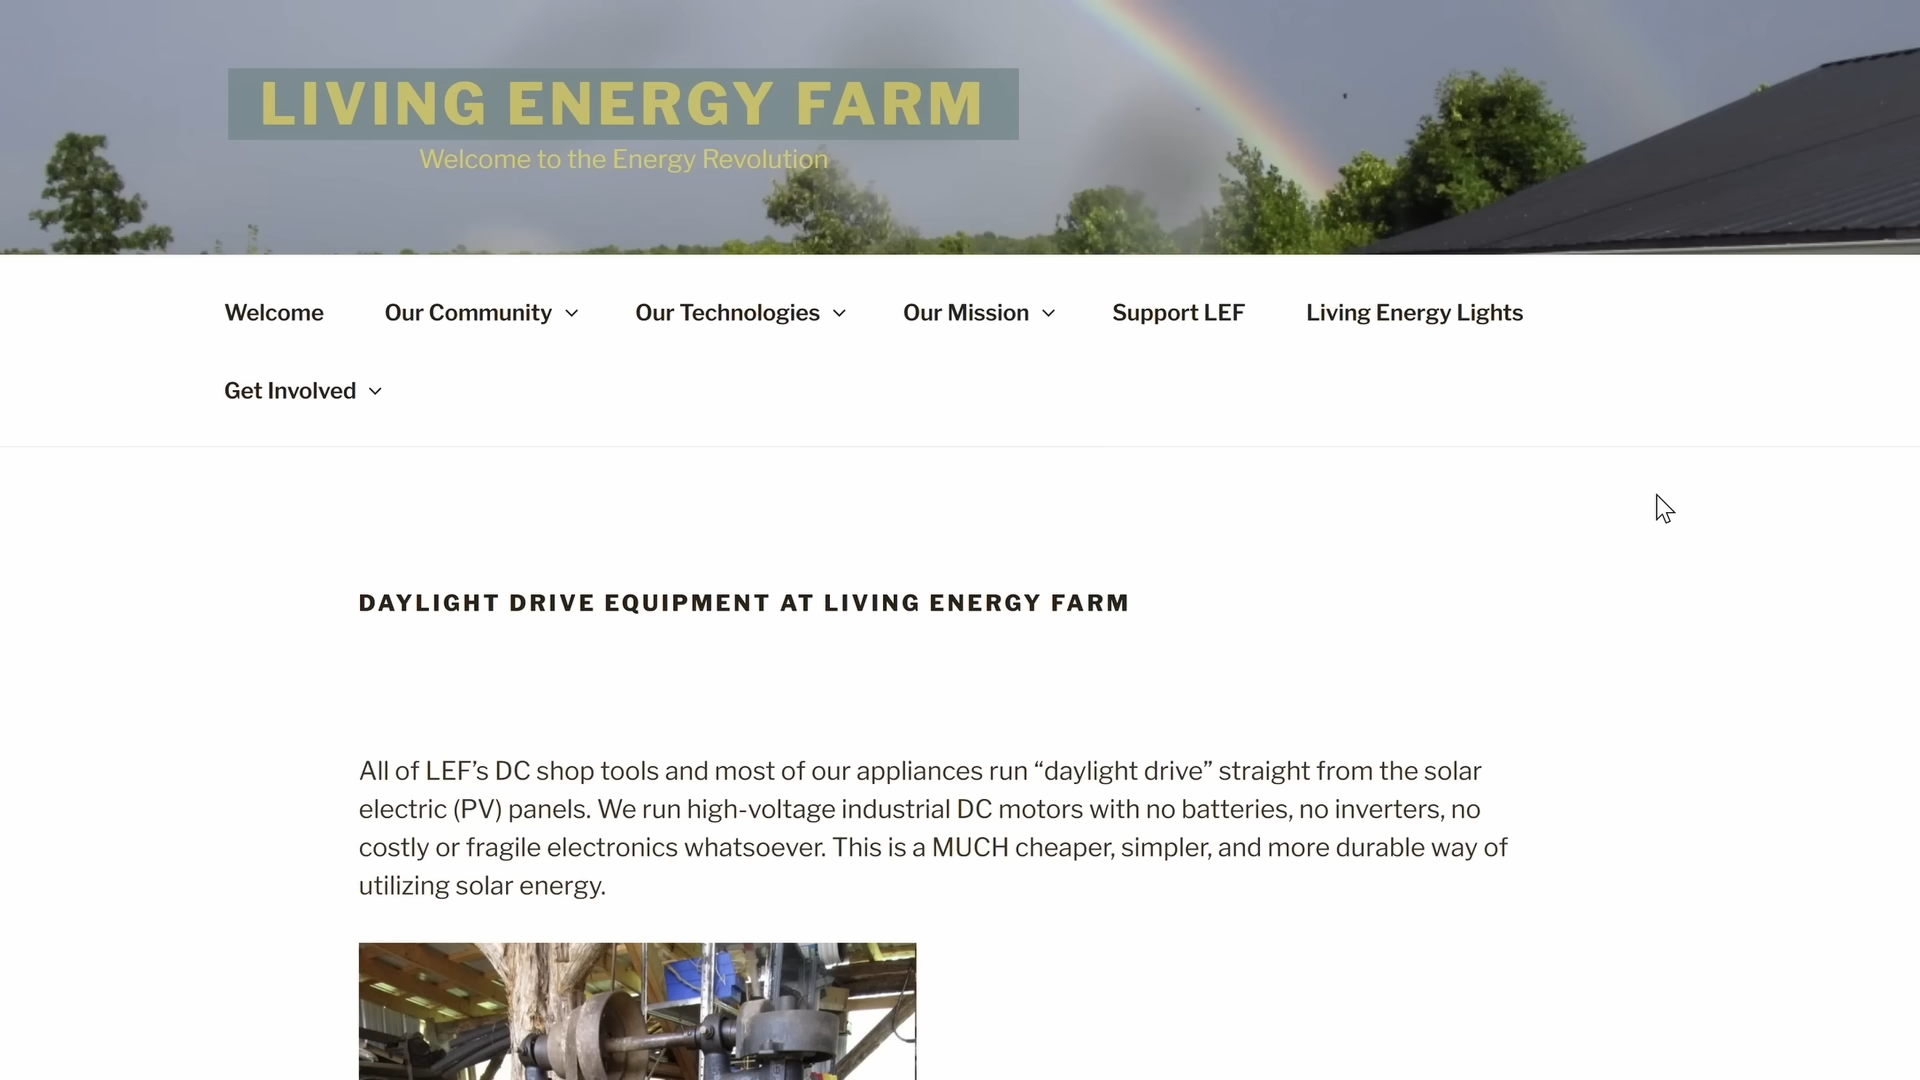 LIVING ENERGY FARM
Welcome to the Energy Revolution
Welcome
Our Community
Our Technologies
Our Mission
Support LEF
Living Energy Lights
Get Involved
DAYLIGHT DRIVE EQUIPMENT AT LIVING ENERGY FARM
All of LEF’s DC shop tools and most of our appliances run “daylight drive” straight from the solar
electric (PV) panels. We run high-voltage industrial DC motors with no batteries, no inverters, no
costly or fragile electronics whatsoever. This is a MUCH cheaper, simpler, and more durable way of
utilizing solar energy.